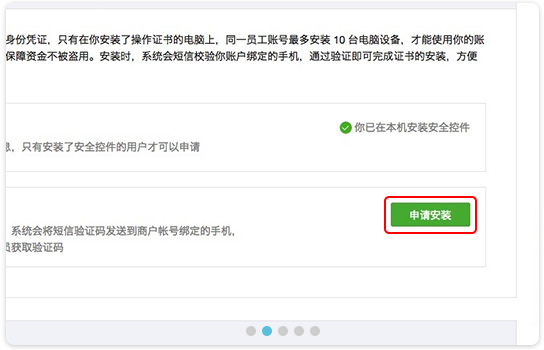 身份凭证，只有在你安装了操作证书的电脑上，同一员工账号最多安装 10 台电脑设备，才能使用你的账
保障资金不被盗用。安装时，系统会短信校验你账户绑定的手机，通过验证即可完成证书的安装，方便
你已在本机安装安全控件
息，只有安装了安全控件的用户才可以申请
申请安装
系统会将短信验证码发送到商户帐号绑定的手机，
员获取验证码